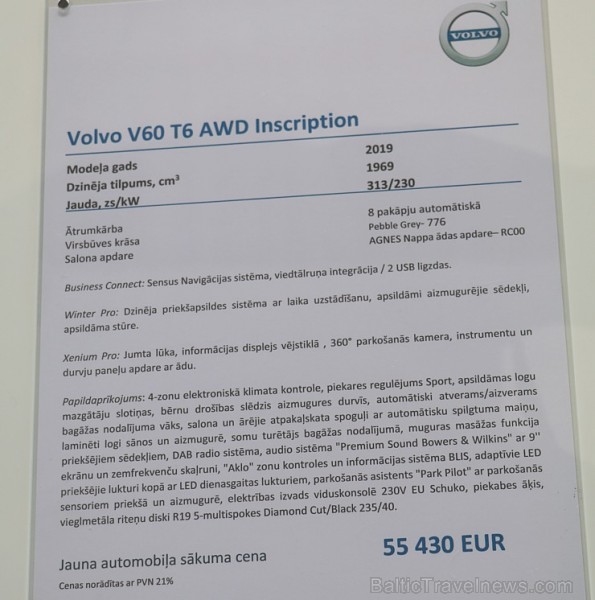 VOLVO
Volvo V60 T6 AWD Inscription
Modeļa gads 2019
Dzinēja tilpums, cm³ 1969
Jauda, zs/kW 313/230
Ātrumkārba 8 pakāpju automātiskā
Virsbūves krāsa Pebble Grey- 776
Salona apdare AGNES Nappa ādas apdare– RC00
Business Connect: Sensus Navigācijas sistēma, viedtālruņa integrācija / 2 USB ligzdas.
Winter Pro: Dzinēja priekšapsildes sistēma ar laika uzstādīšanu, apsildāmi aizmugurējie sēdekļi,
apsildāma stūre.
Xenium Pro: Jumta lūka, informācijas displejs vējstiklā , 360° parkošanās kamera, instrumentu un
durvju paneļu apdare ar ādu.
Papildaprīkojums: 4-zonu elektroniskā klimata kontrole, piekares regulējums Sport, apsildāmas logu
mazgātāju slotiņas, bērnu drošības slēdzis aizmugures durvīs, automātiski atverams/aizverams
bagāžas nodalījuma vāks, salona un ārējie atpakaļskata spoguļi ar automātisku spilgtuma maiņu,
laminēti logi sānos un aizmugurē, somu turētājs bagāžas nodalījumā, muguras masāžas funkcija
priekšējiem sēdekļiem, DAB radio sistēma, audio sistēma "Premium Sound Bowers & Wilkins" ar 9"
ekrānu un zemfrekvenču skaļruni, "Aklo" zonu kontroles un informācijas sistēma BLIS, adaptīvie LED
priekšējie lukturi kopā ar LED dienasgaitas lukturiem, parkošanās asistents "Park Pilot" ar parkošanās
sensoriem priekšā un aizmugurē, elektrības izvads viduskonsolē 230V EU Schuko, piekabes āķis,
vieglmetāla riteņu diski R19 5-multispokes Diamond Cut/Black 235/40.
Jauna automobiļa sākuma cena 55 430 EUR
Cenas norādītas ar PVN 21%
BalticTravelnews.com